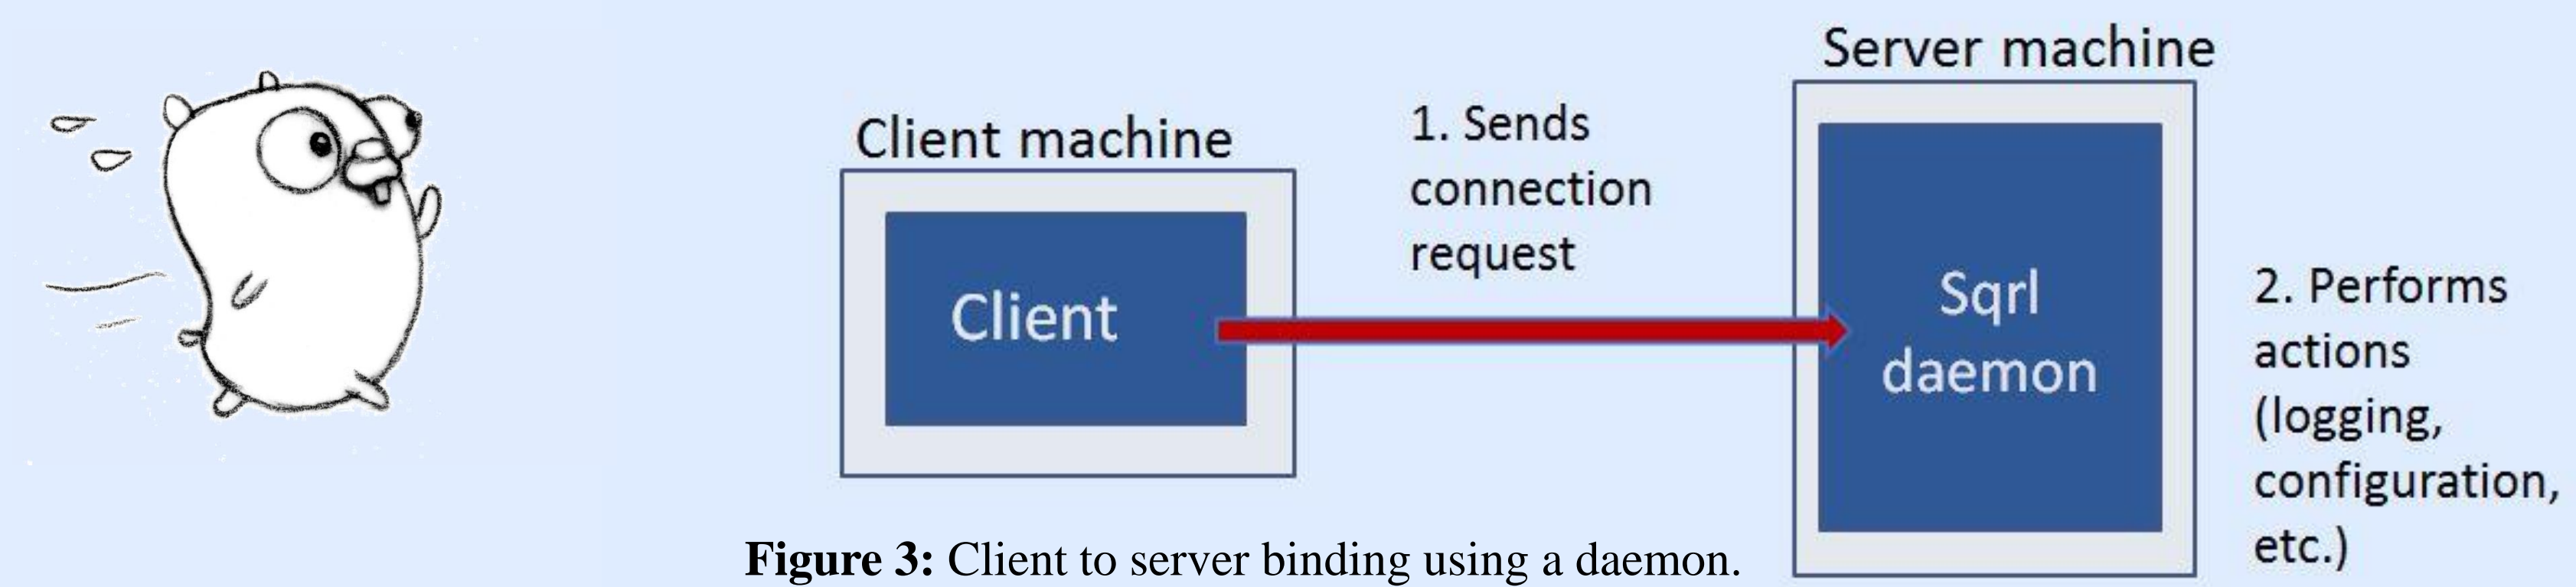 Client machine
Client
1. Sends
connection
request
Server machine
Sqrl
daemon
2. Performs
actions
(logging,
configuration,
etc.)
Figure 3: Client to server binding using a daemon.